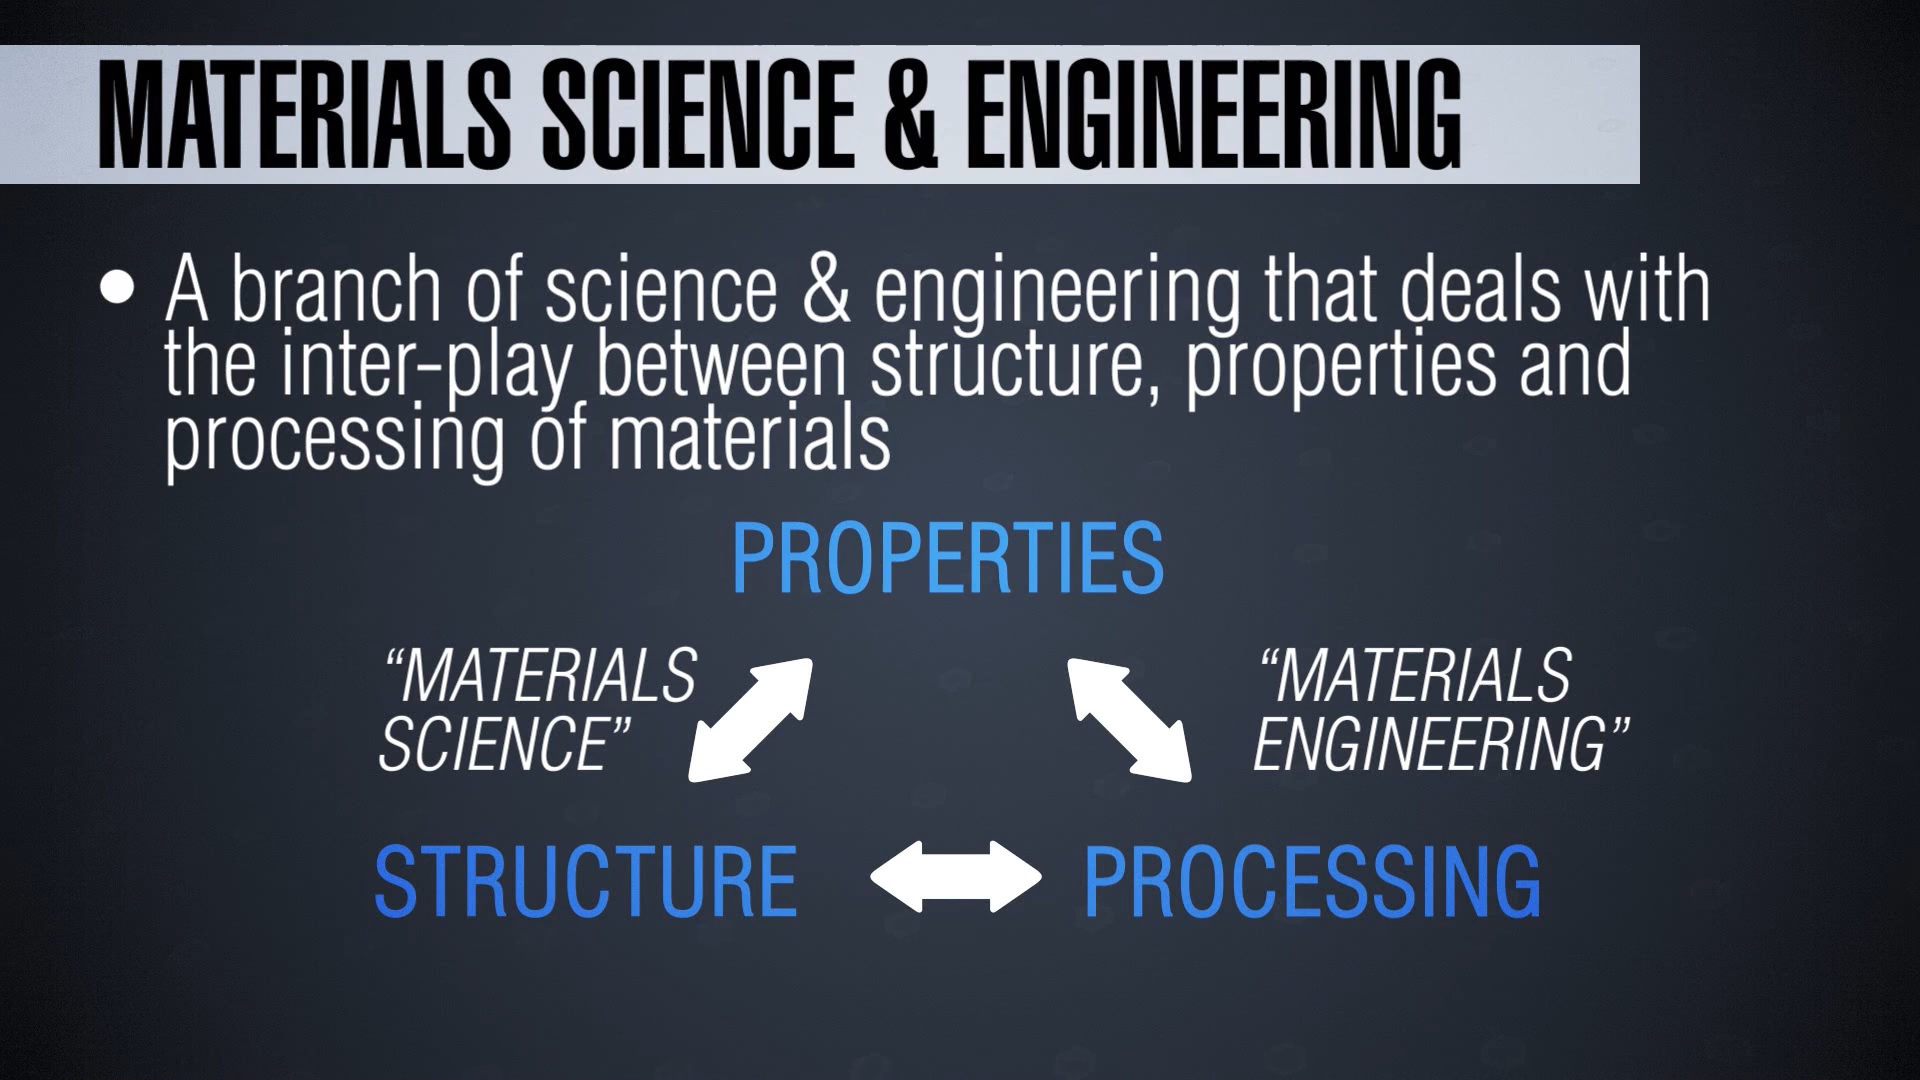 MATERIALS SCIENCE & ENGINEERING
• A branch of science & engineering that deals with
the inter-play between structure, properties and
processing of materials
PROPERTIES
“MATERIALS
SCIENCE”
“MATERIALS
ENGINEERING”
STRUCTURE
PROCESSING